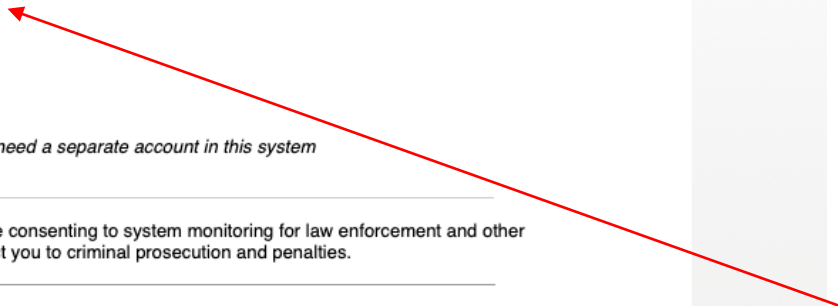 need a separate account in this system
consenting to system monitoring for law enforcement and other
you to criminal prosecution and penalties.